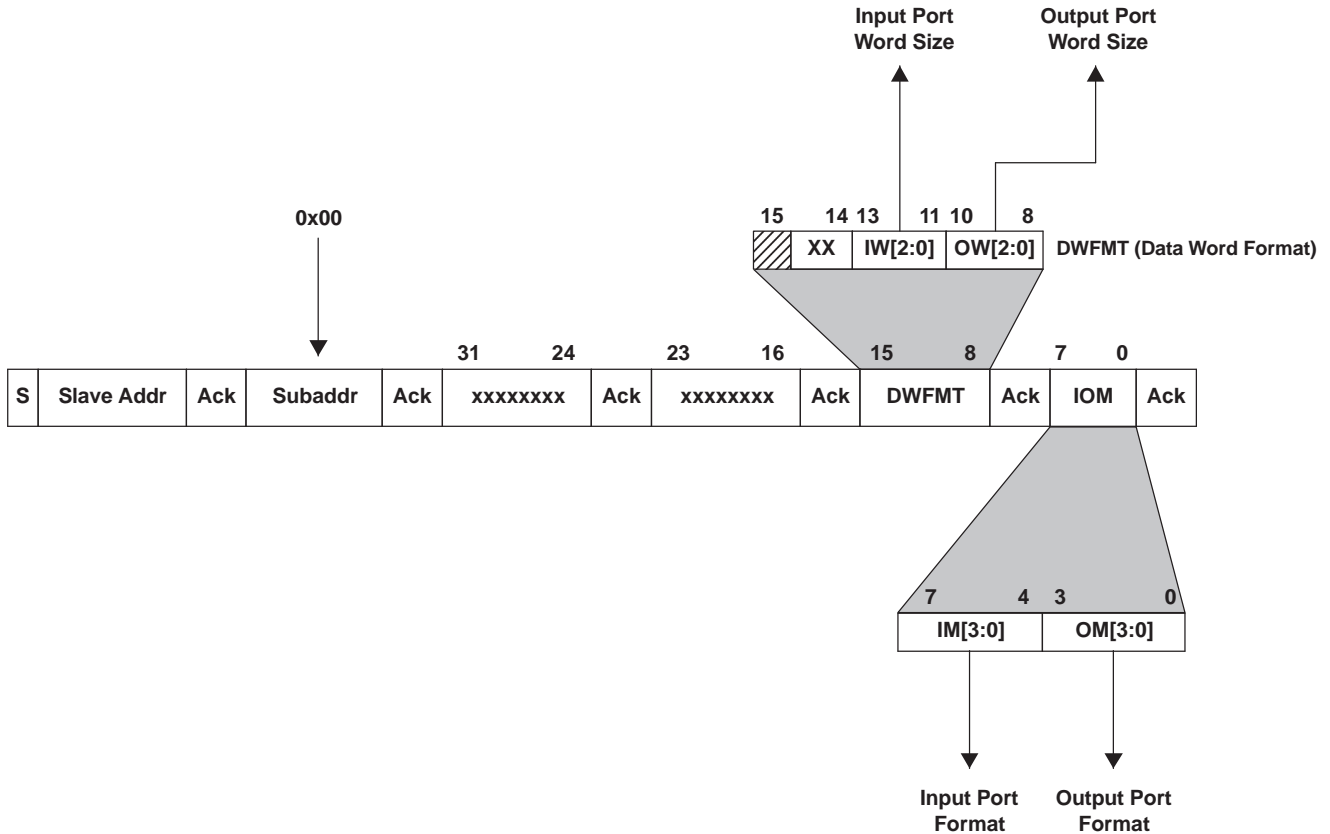 Input Port
Word Size
Output Port
Word Size
0x00
15 14 13 11 10 8
XX IW[2:0] OW[2:0] DWFMT (Data Word Format)
31 24 23 16 15 8 7 0
S Slave Addr Ack Subaddr Ack xxxxxxxx Ack xxxxxxxx Ack DWFMT Ack IOM Ack
7 4 3 0
IM[3:0] OM[3:0]
Input Port
Format
Output Port
Format